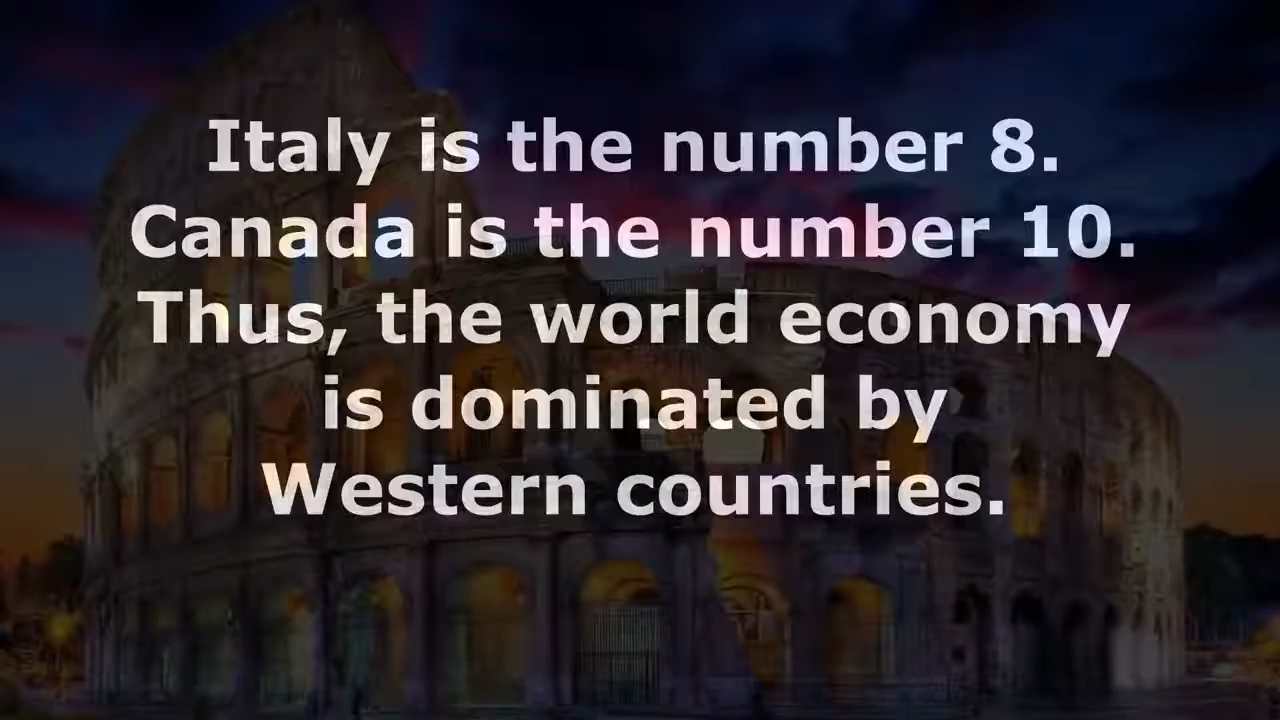 Italy is the number 8.
Canada is the number 10.
Thus, the world economy
is dominated by
Western countries.